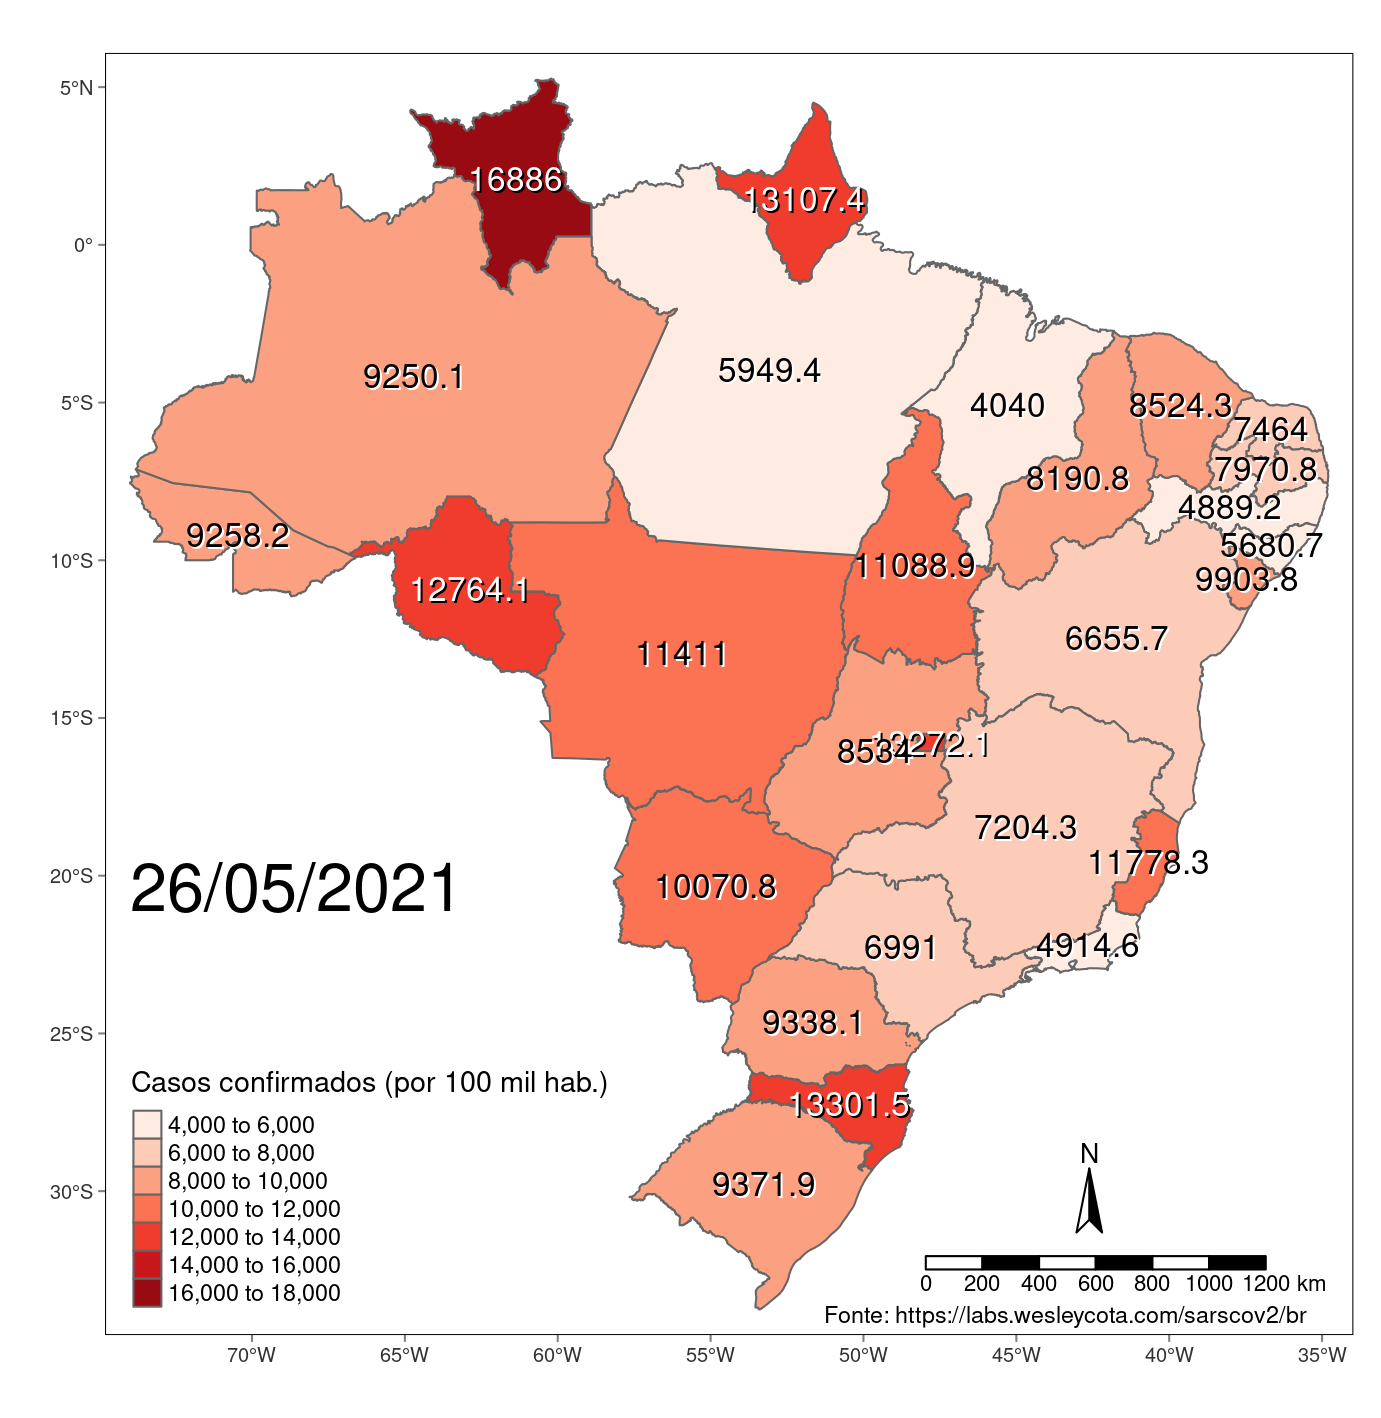 5°N
0°
5°S
10°S
15°S
20°S
25°S
30°S
70°W
65°W
60°W
55°W
50°W
45°W
40°W
35°W
16886
13107.4
9250.1
5949.4
4040
8524.3
7464
7970.8
8190.8
4889.2
5680.7
9903.8
9258.2
12764.1
11088.9
11411
6655.7
13272.1
8534
7204.3
11778.3
10070.8
6991
4914.6
9338.1
13301.5
9371.9
26/05/2021
Casos confirmados (por 100 mil hab.)
4,000 to 6,000
6,000 to 8,000
8,000 to 10,000
10,000 to 12,000
12,000 to 14,000
14,000 to 16,000
16,000 to 18,000
N
0 200 400 600 800 1000 1200 km
Fonte: https://labs.wesleycota.com/sarscov2/br